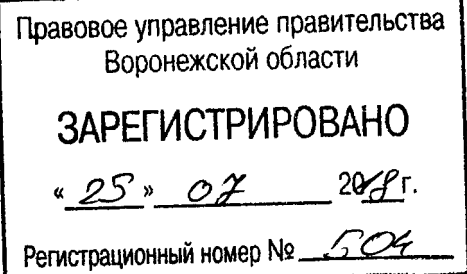 Правовое управление правительства
Воронежской области
ЗАРЕГИСТРИРОВАНО
« 25 » 07 2018 г.
Регистрационный номер № 504